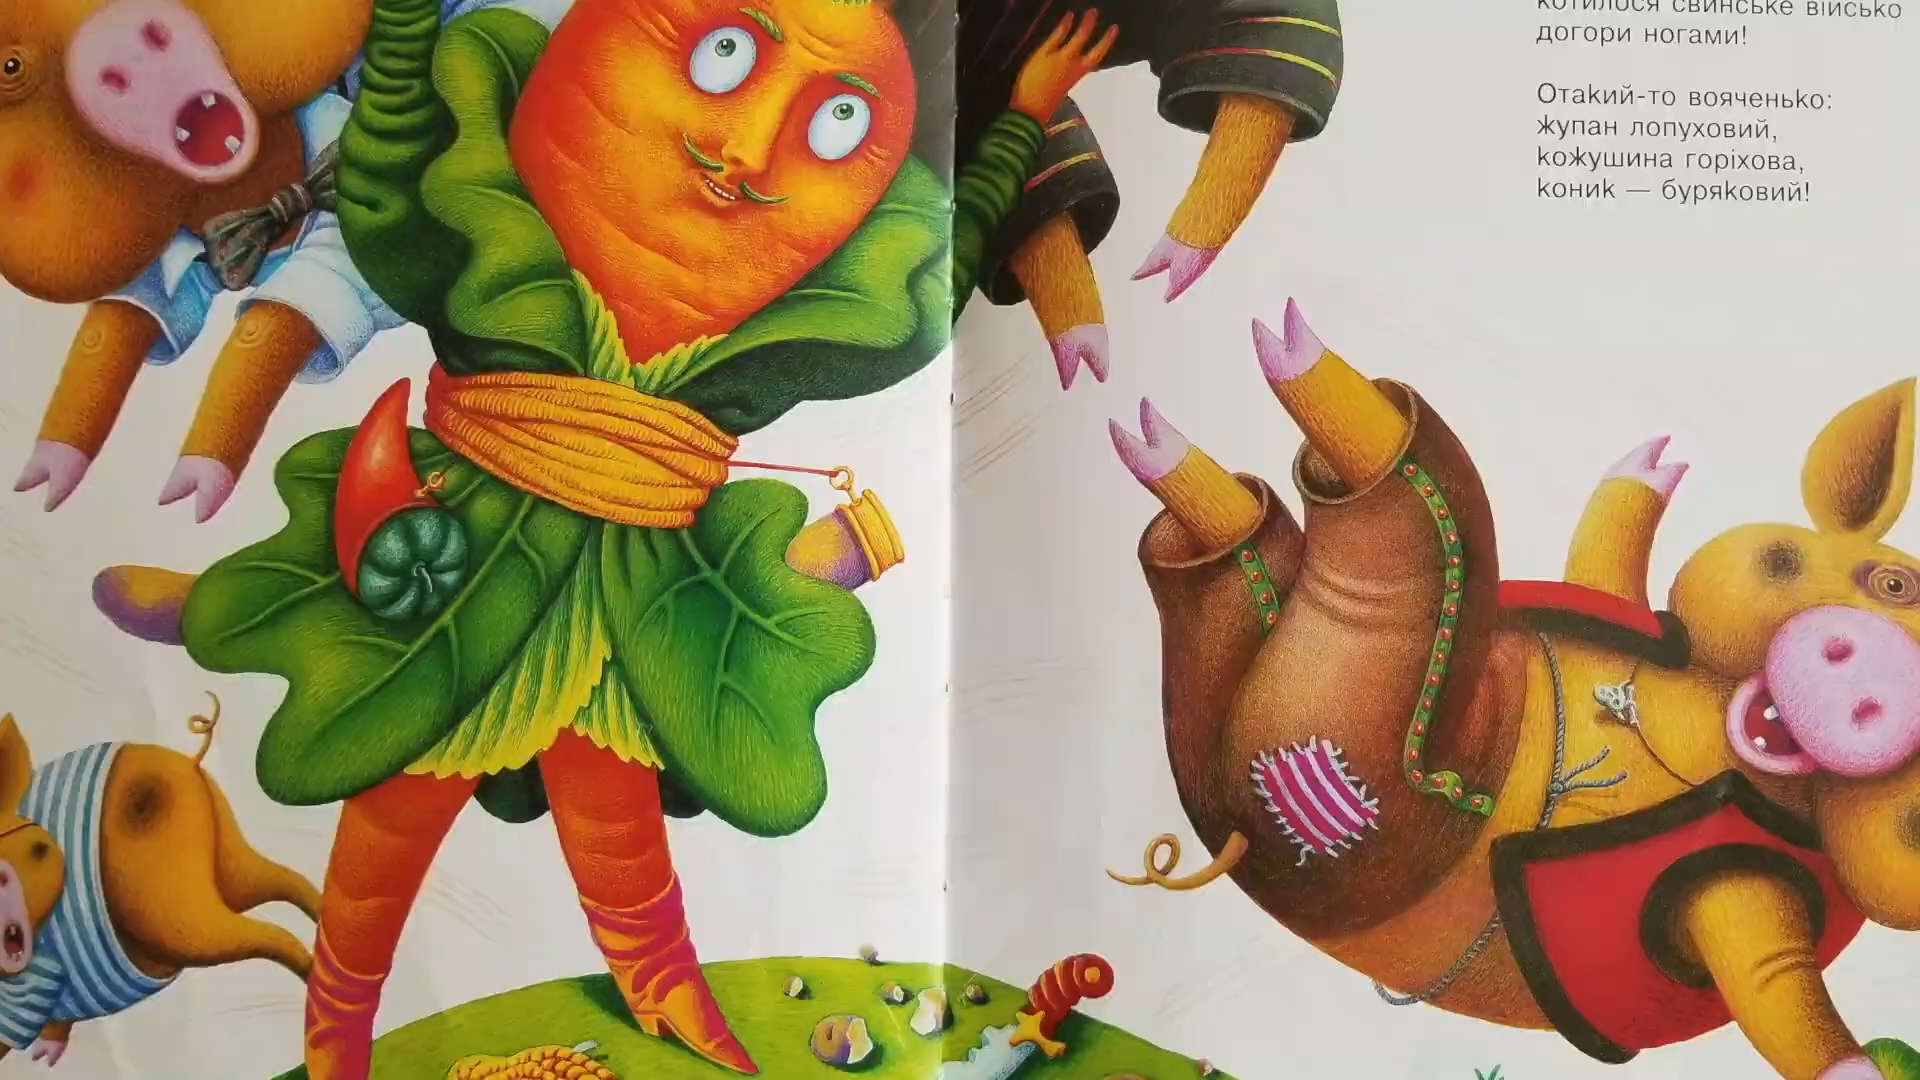 котилося свинське військо
догори ногами!
Отакий-то вояченько:
жупан лопуховий,
кожушина горіхова,
коник — буряковий!